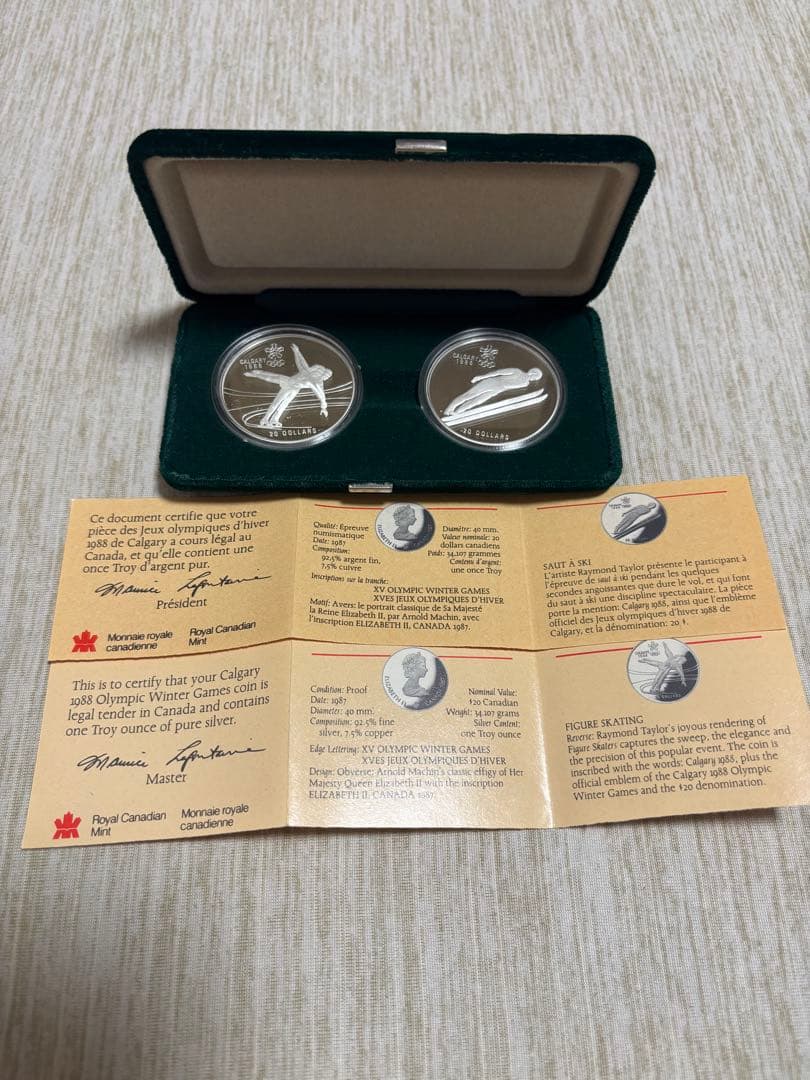 CALGARY
1988
20 DOLLARS
CALGARY
1988
20 DOLLARS
Ce document certifie que votre
pièce des Jeux olympiques d'hiver
1988 de Calgary a cours légal au
Canada, et qu'elle contient une
once Troy d'argent pur.
Maurice Lafontaine
Président
Monnaie royale
canadienne
Royal Canadian
Mint
Qualité: Épreuve
numismatique
Date: 1987
Composition:
92,5% argent fin,
7,5% cuivre
ELIZABETH II
Diamètre: 40 mm.
Valeur nominale: 20
dollars canadiens
Poids: 34,107 grammes
Contenu d'argent:
une once Troy
Inscriptions sur la tranche:
XV OLYMPIC WINTER GAMES
XVES JEUX OLYMPIQUES D'HIVER
Motif: Avers: le portrait classique de Sa Majesté
la Reine Elizabeth II, par Arnold Machin, avec
l'inscription ELIZABETH II, CANADA 1987.
SAUT À SKI
L'artiste Raymond Taylor présente le participant à
l'épreuve de saut à ski pendant les quelques
secondes angoissantes que dure le vol, et qui font
du saut à ski une discipline spectaculaire. La pièce
porte la mention: Calgary 1988, ainsi que l'emblème
officiel des Jeux olympiques d'hiver 1988 de
Calgary, et la dénomination: 20 $.
This is to certify that your Calgary
1988 Olympic Winter Games coin is
legal tender in Canada and contains
one Troy ounce of pure silver.
Maurice Lafontaine
Master
Royal Canadian
Mint
Monnaie royale
canadienne
Condition: Proof
Date: 1987
Diameter: 40 mm.
Composition: 92.5% fine
silver, 7.5% copper
ELIZABETH II
Nominal Value:
$20 Canadian
Weight: 34.107 grams
Silver Content:
one Troy ounce
Edge Lettering: XV OLYMPIC WINTER GAMES
XVES JEUX OLYMPIQUES D'HIVER
Design: Obverse: Arnold Machin's classic effigy of Her
Majesty Queen Elizabeth II with the inscription
ELIZABETH II, CANADA 1987.
FIGURE SKATING
Reverse: Raymond Taylor's joyous rendering of
Figure Skaters captures the sweep, the elegance and
the precision of this popular event. The coin is
inscribed with the words: Calgary 1988, plus the
official emblem of the Calgary 1988 Olympic
Winter Games and the $20 denomination.